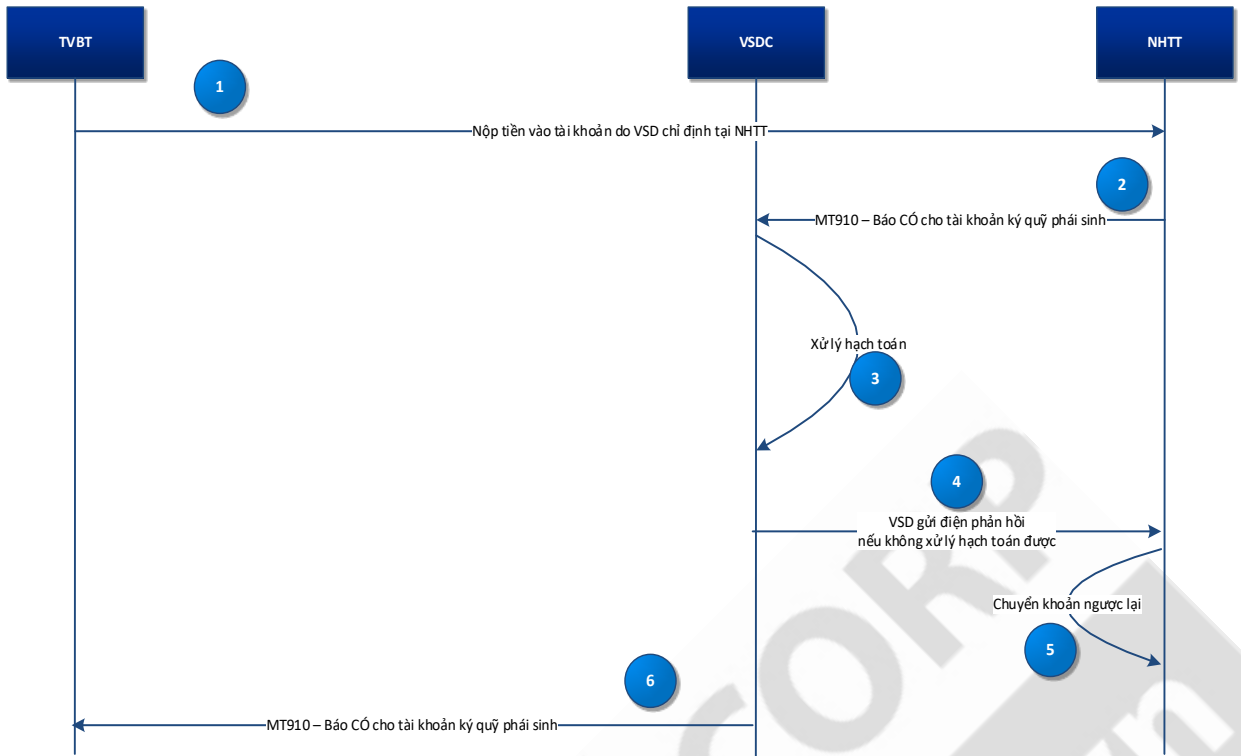 TVBT
VSDC
NHTT
1
Nộp tiền vào tài khoản do VSD chỉ định tại NHTT
2
MT910 – Báo CÓ cho tài khoản ký quỹ phái sinh
Xử lý hạch toán
3
4
VSD gửi điện phản hồi
nếu không xử lý hạch toán được
Chuyển khoản ngược lại
5
6
MT910 – Báo CÓ cho tài khoản ký quỹ phái sinh
CORP